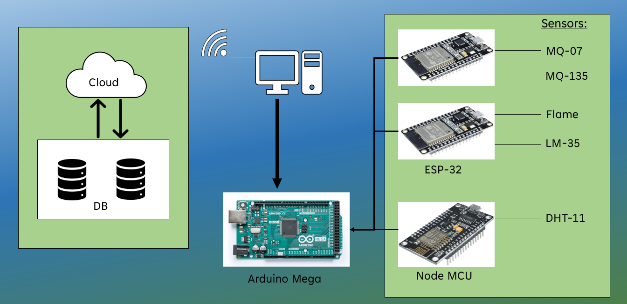 Sensors:
MQ-07
MQ-135
Cloud
Flame
LM-35
ESP-32
DB
DHT-11
Arduino Mega
Node MCU